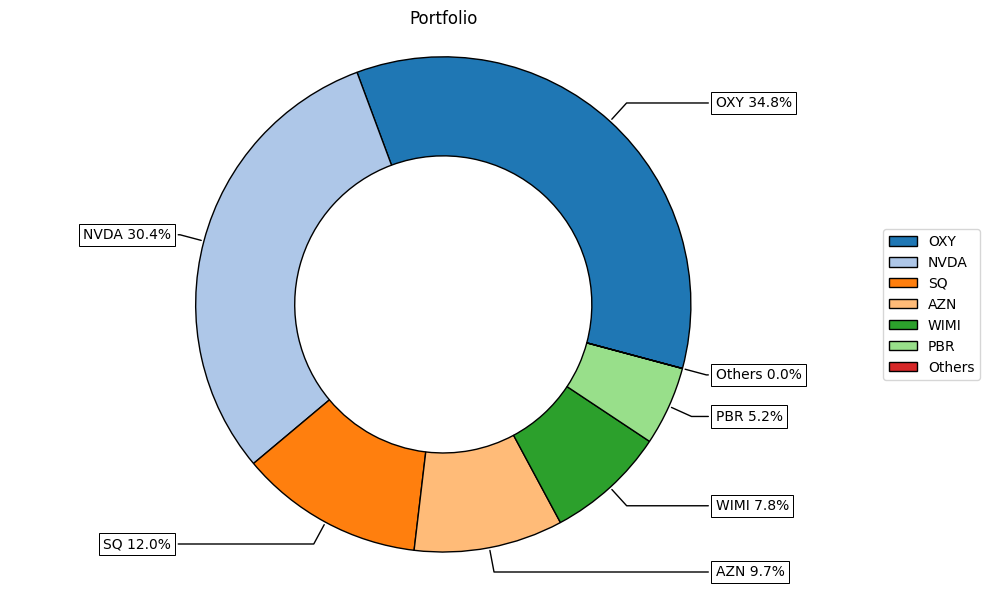 Portfolio
OXY 34.8%
NVDA 30.4%
SQ 12.0%
AZN 9.7%
WIMI 7.8%
PBR 5.2%
Others 0.0%
OXY
NVDA
SQ
AZN
WIMI
PBR
Others